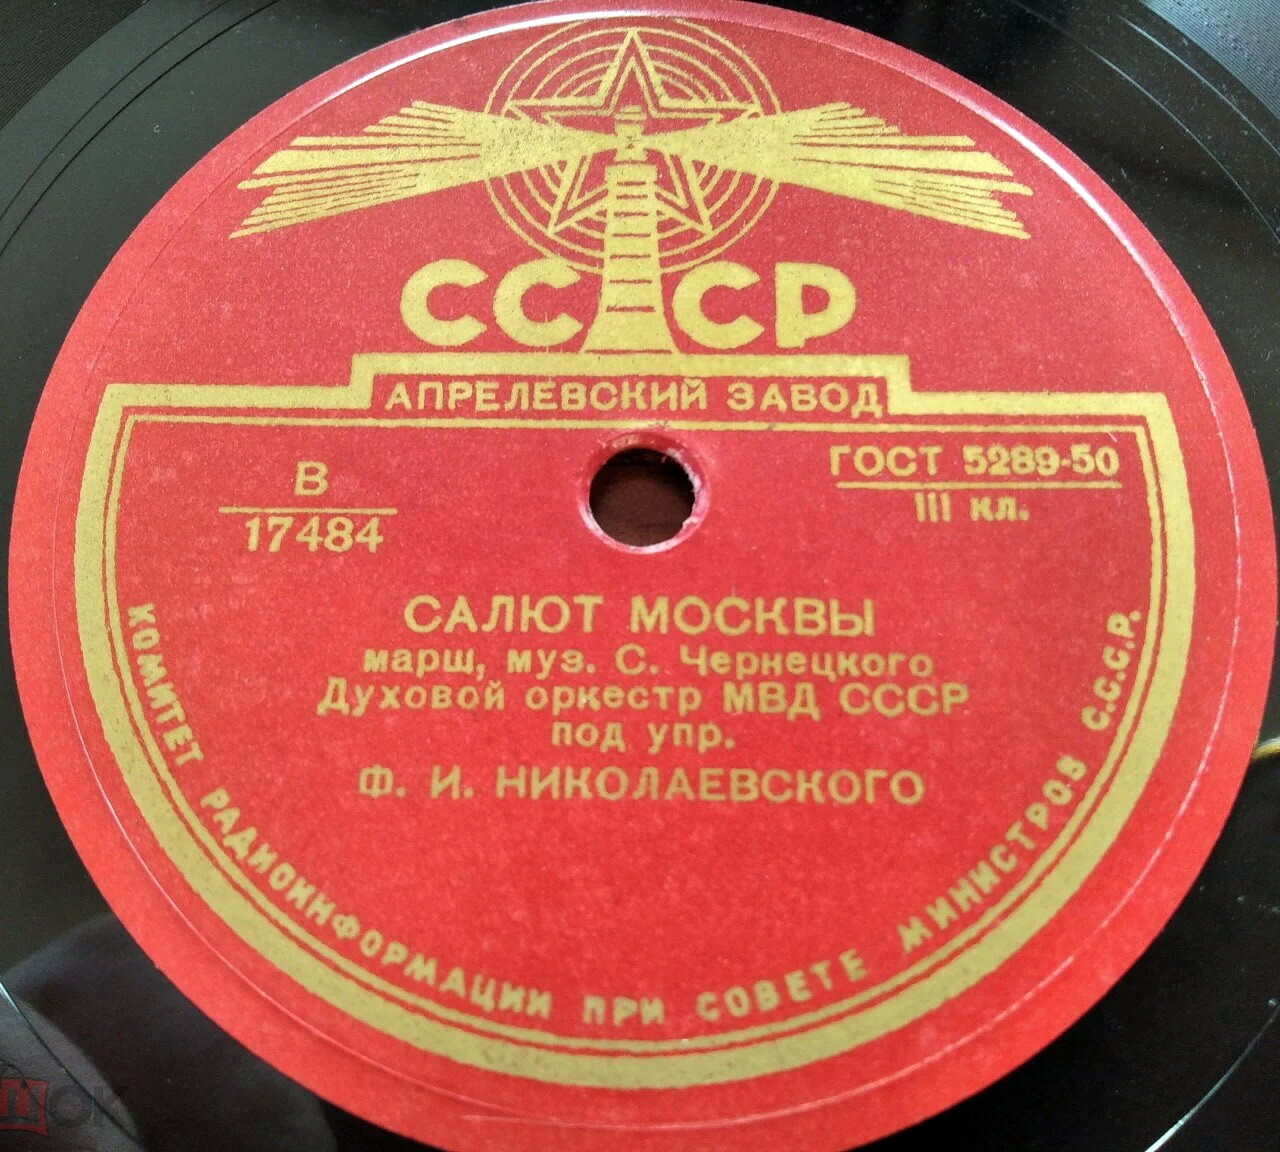 СССР
АПРЕЛЕВСКИЙ ЗАВОД
В
17484
ГОСТ 5289-50
III кл.
САЛЮТ МОСКВЫ
марш, муз. С. Чернецкого
Духовой оркестр МВД СССР
под упр.
Ф. И. НИКОЛАЕВСКОГО
КОМИТЕТ РАДИОИНФОРМАЦИИ ПРИ СОВЕТЕ МИНИСТРОВ С.С.С.Р.